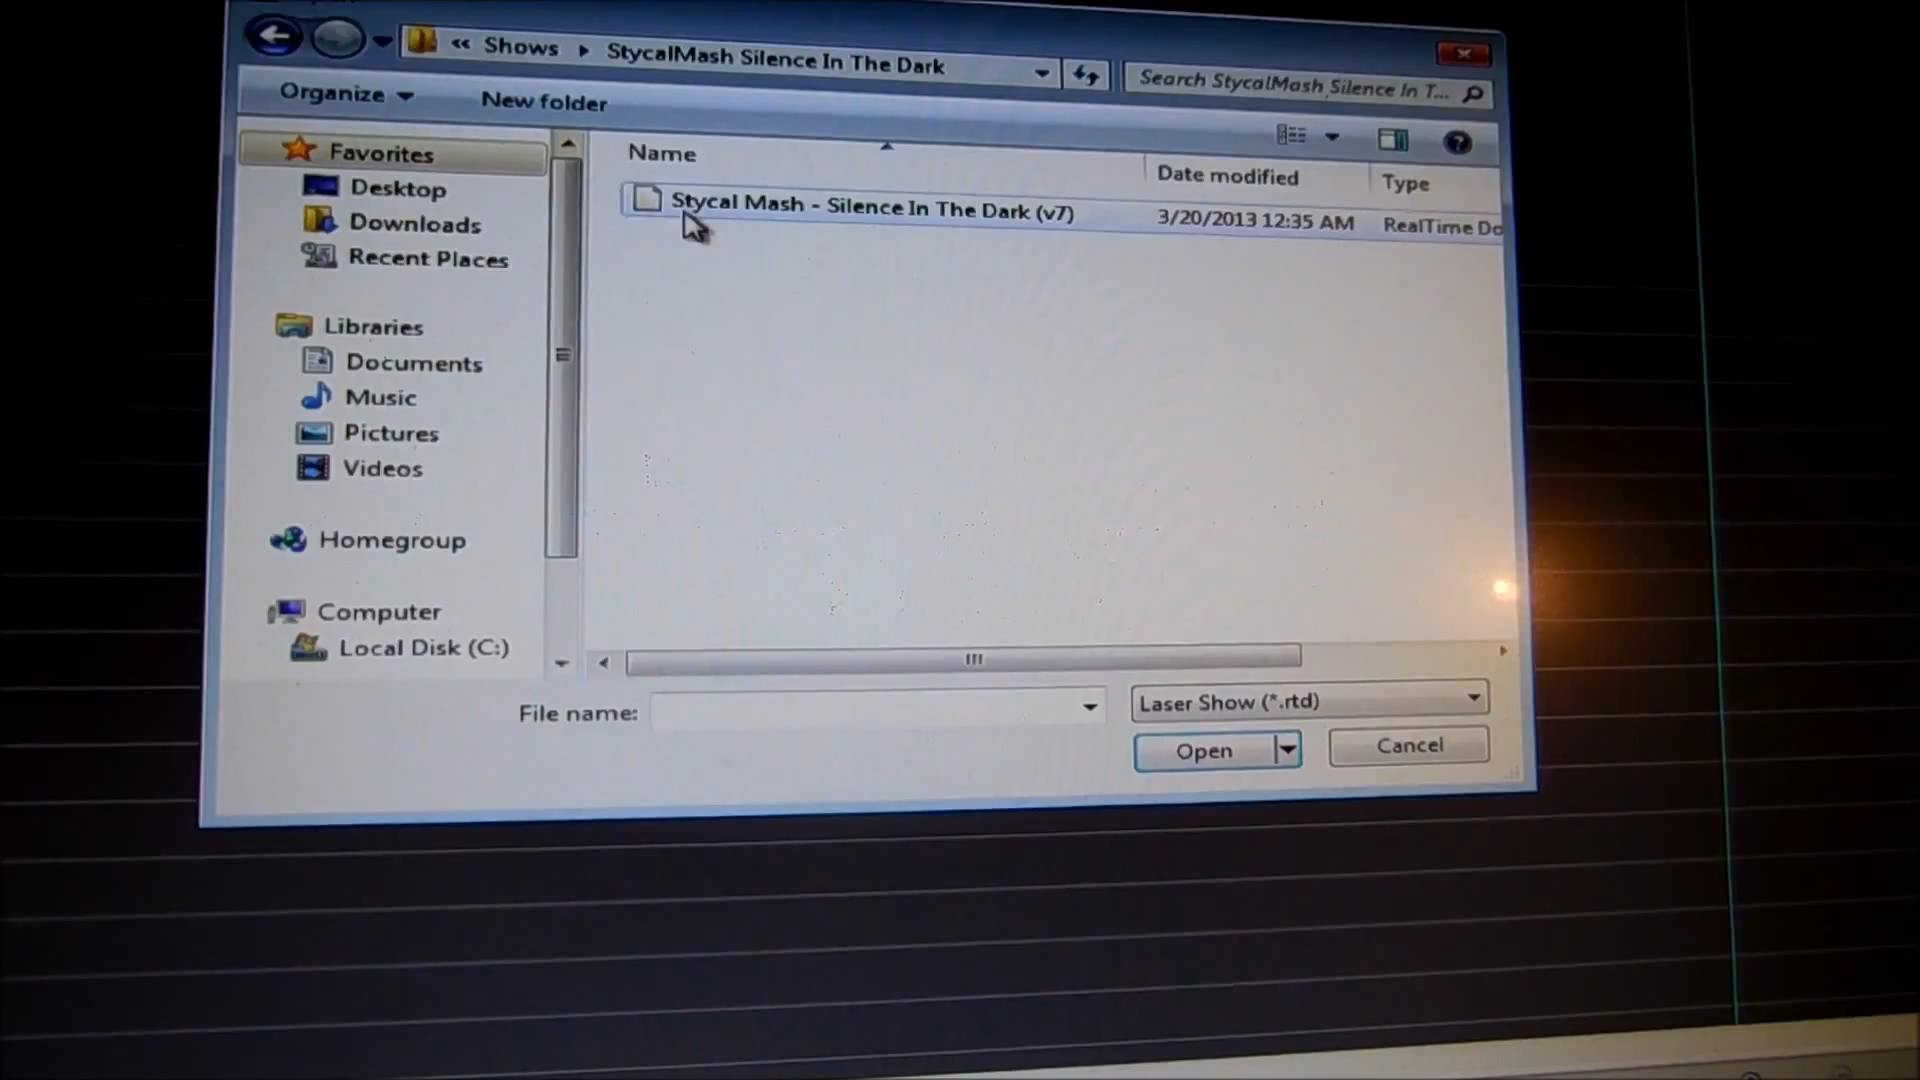 « Shows ▸ StycalMash Silence In The Dark
Search StycalMash Silence In T...
Organize
New folder
Name
Date modified
Type
Stycal Mash - Silence In The Dark (v7)
3/20/2013 12:35 AM
RealTime Do
Favorites
Desktop
Downloads
Recent Places
Libraries
Documents
Music
Pictures
Videos
Homegroup
Computer
Local Disk (C:)
File name:
Laser Show (*.rtd)
Open
Cancel